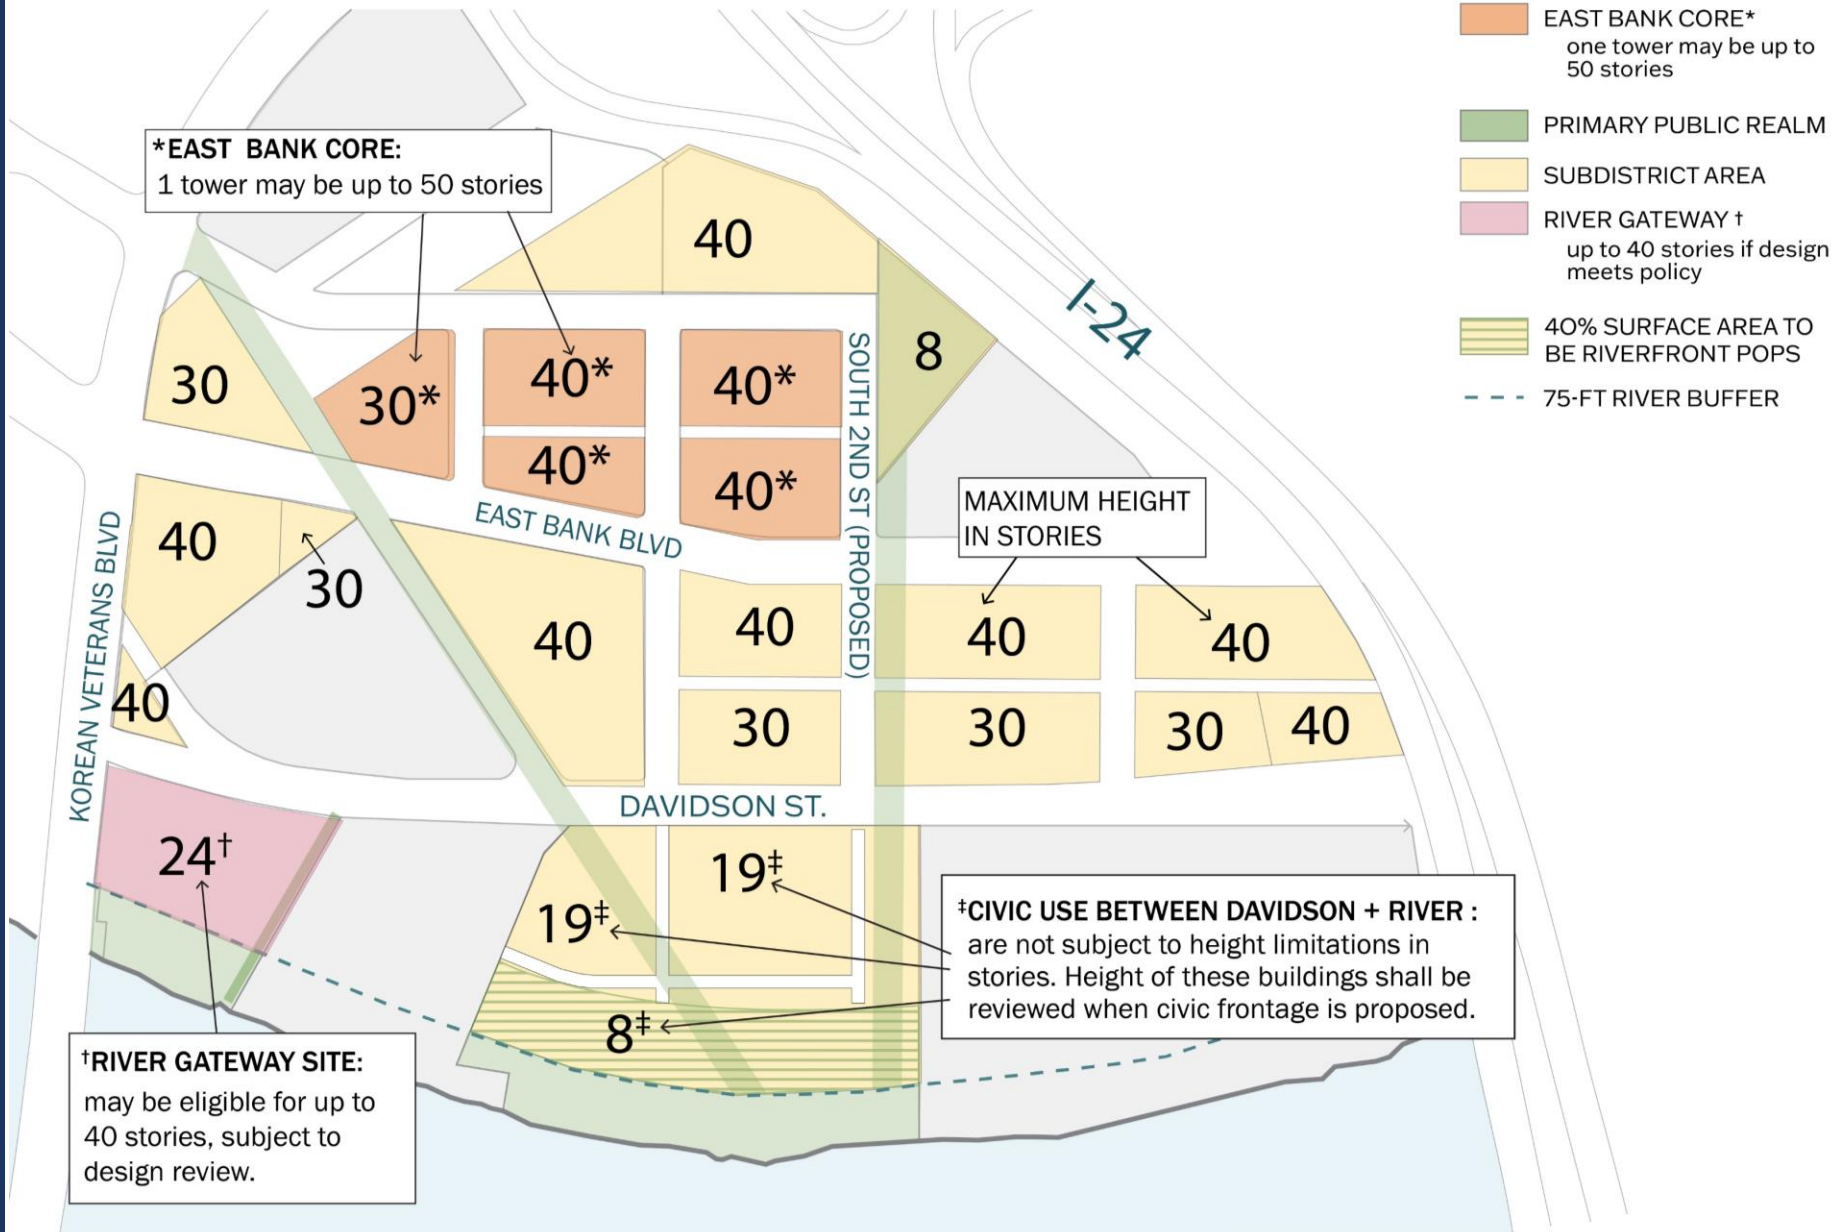 EAST BANK CORE*
one tower may be up to
50 stories
PRIMARY PUBLIC REALM
SUBDISTRICT AREA
RIVER GATEWAY †
up to 40 stories if design
meets policy
40% SURFACE AREA TO
BE RIVERFRONT POPS
75-FT RIVER BUFFER
*EAST BANK CORE:
1 tower may be up to 50 stories
40
I-24
30
30*
40*
40*
8
40*
40*
SOUTH 2ND ST (PROPOSED)
EAST BANK BLVD
MAXIMUM HEIGHT
IN STORIES
KOREAN VETERANS BLVD
40
30
40
40
40
40
40
30
30
30
40
DAVIDSON ST.
24†
19‡
19‡
8‡
‡CIVIC USE BETWEEN DAVIDSON + RIVER :
are not subject to height limitations in
stories. Height of these buildings shall be
reviewed when civic frontage is proposed.
†RIVER GATEWAY SITE:
may be eligible for up to
40 stories, subject to
design review.